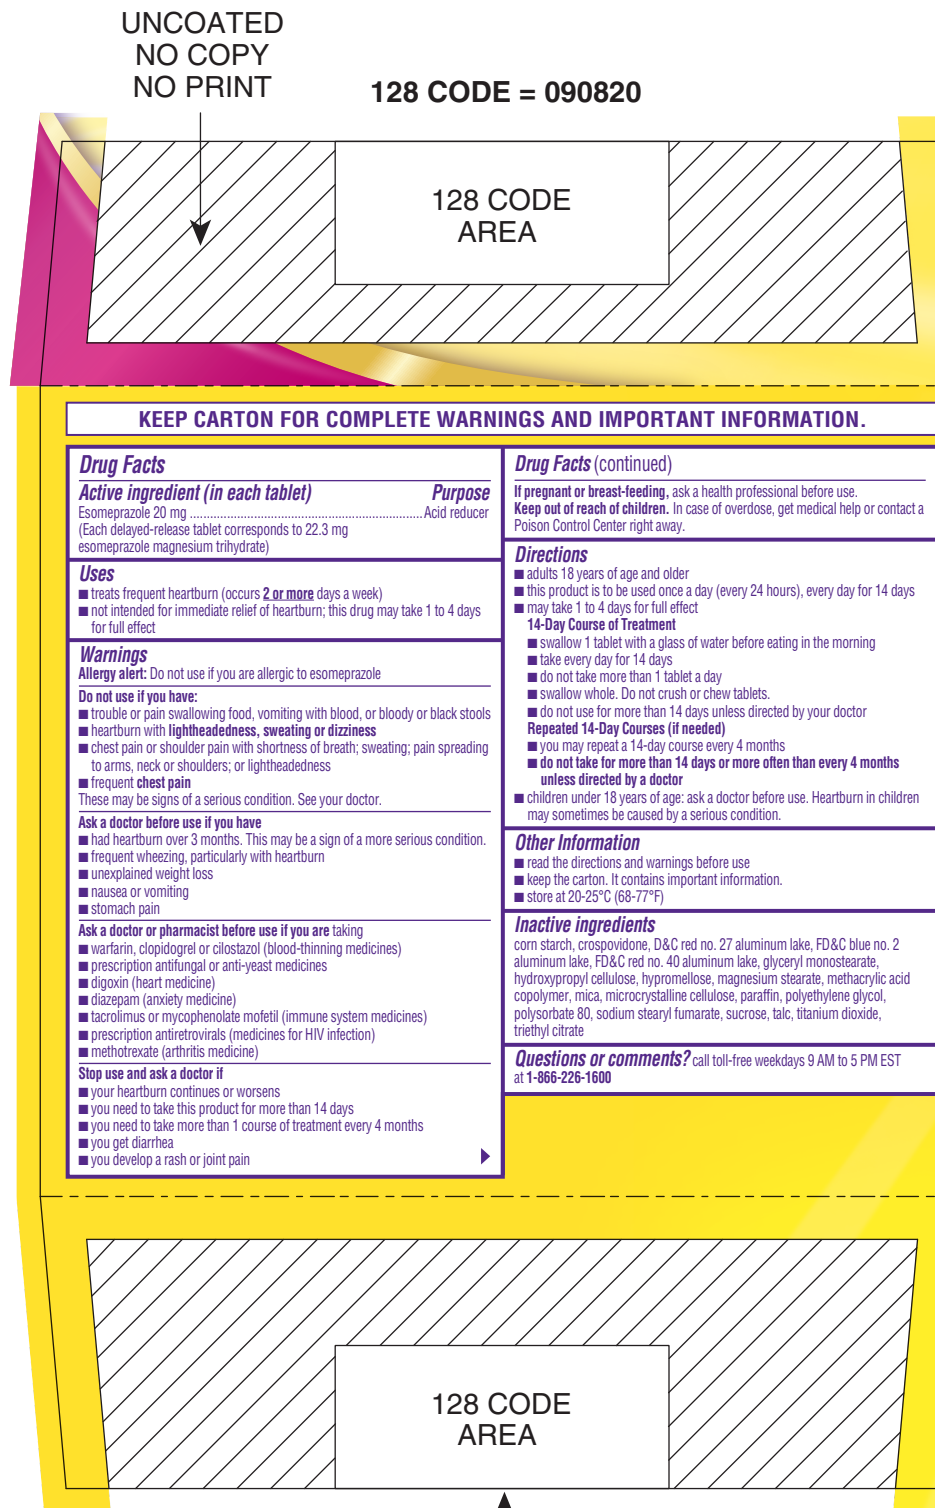 UNCOATED
NO COPY
NO PRINT
128 CODE = 090820
128 CODE
AREA
KEEP CARTON FOR COMPLETE WARNINGS AND IMPORTANT INFORMATION.
Drug Facts
Active ingredient (in each tablet) Purpose
Esomeprazole 20 mg ......................................................................Acid reducer
(Each delayed-release tablet corresponds to 22.3 mg
esomeprazole magnesium trihydrate)
Uses
■ treats frequent heartburn (occurs 2 or more days a week)
■ not intended for immediate relief of heartburn; this drug may take 1 to 4 days
for full effect
Warnings
Allergy alert: Do not use if you are allergic to esomeprazole
Do not use if you have:
■ trouble or pain swallowing food, vomiting with blood, or bloody or black stools
■ heartburn with lightheadedness, sweating or dizziness
■ chest pain or shoulder pain with shortness of breath; sweating; pain spreading
to arms, neck or shoulders; or lightheadedness
■ frequent chest pain
These may be signs of a serious condition. See your doctor.
Ask a doctor before use if you have
■ had heartburn over 3 months. This may be a sign of a more serious condition.
■ frequent wheezing, particularly with heartburn
■ unexplained weight loss
■ nausea or vomiting
■ stomach pain
Ask a doctor or pharmacist before use if you are taking
■ warfarin, clopidogrel or cilostazol (blood-thinning medicines)
■ prescription antifungal or anti-yeast medicines
■ digoxin (heart medicine)
■ diazepam (anxiety medicine)
■ tacrolimus or mycophenolate mofetil (immune system medicines)
■ prescription antiretrovirals (medicines for HIV infection)
■ methotrexate (arthritis medicine)
Stop use and ask a doctor if
■ your heartburn continues or worsens
■ you need to take this product for more than 14 days
■ you need to take more than 1 course of treatment every 4 months
■ you get diarrhea
■ you develop a rash or joint pain
Drug Facts (continued)
If pregnant or breast-feeding, ask a health professional before use.
Keep out of reach of children. In case of overdose, get medical help or contact a
Poison Control Center right away.
Directions
■ adults 18 years of age and older
■ this product is to be used once a day (every 24 hours), every day for 14 days
■ may take 1 to 4 days for full effect
14-Day Course of Treatment
■ swallow 1 tablet with a glass of water before eating in the morning
■ take every day for 14 days
■ do not take more than 1 tablet a day
■ swallow whole. Do not crush or chew tablets.
■ do not use for more than 14 days unless directed by your doctor
Repeated 14-Day Courses (if needed)
■ you may repeat a 14-day course every 4 months
■ do not take for more than 14 days or more often than every 4 months
unless directed by a doctor
■ children under 18 years of age: ask a doctor before use. Heartburn in children
may sometimes be caused by a serious condition.
Other Information
■ read the directions and warnings before use
■ keep the carton. It contains important information.
■ store at 20-25°C (68-77°F)
Inactive ingredients
corn starch, crospovidone, D&C red no. 27 aluminum lake, FD&C blue no. 2
aluminum lake, FD&C red no. 40 aluminum lake, glyceryl monostearate,
hydroxypropyl cellulose, hypromellose, magnesium stearate, methacrylic acid
copolymer, mica, microcrystalline cellulose, paraffin, polyethylene glycol,
polysorbate 80, sodium stearyl fumarate, sucrose, talc, titanium dioxide,
triethyl citrate
Questions or comments? call toll-free weekdays 9 AM to 5 PM EST
at 1-866-226-1600
128 CODE
AREA